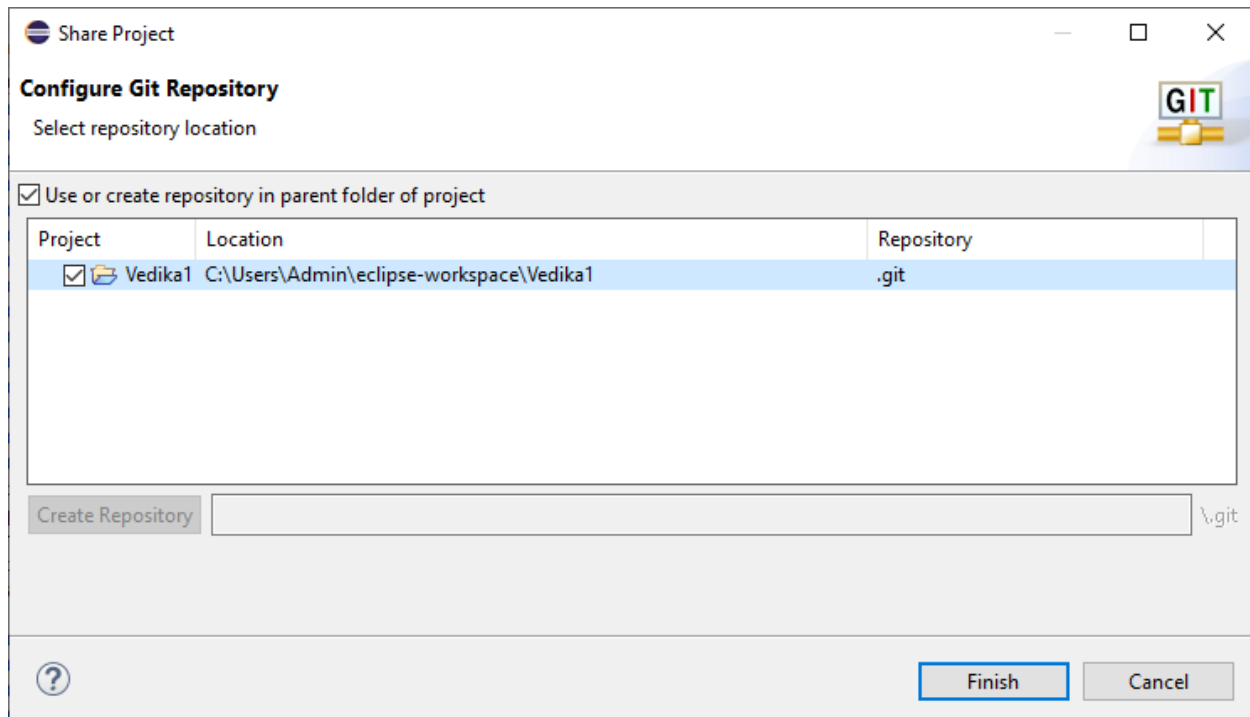 Share Project
Configure Git Repository
Select repository location
GIT
Use or create repository in parent folder of project
Project Location Repository
Vedika1 C:\Users\Admin\eclipse-workspace\Vedika1 .git
Create Repository \.git
? Finish Cancel